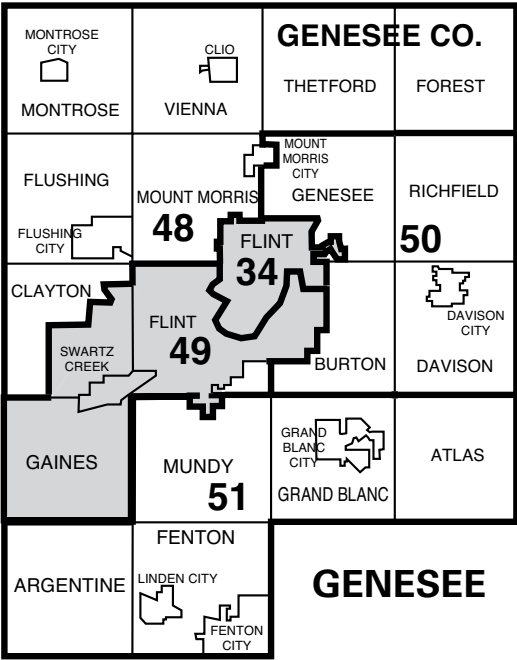 GENESEE CO.
MONTROSE
CITY
CLIO
THETFORD
FOREST
MONTROSE
VIENNA
MOUNT
MORRIS
CITY
FLUSHING
MOUNT MORRIS
GENESEE
RICHFIELD
FLUSHING
CITY
48
50
FLINT
34
CLAYTON
FLINT
49
SWARTZ
CREEK
DAVISON
CITY
BURTON
DAVISON
GAINES
MUNDY
51
GRAND
BLANC
CITY
GRAND BLANC
ATLAS
FENTON
ARGENTINE
LINDEN CITY
FENTON
CITY
GENESEE